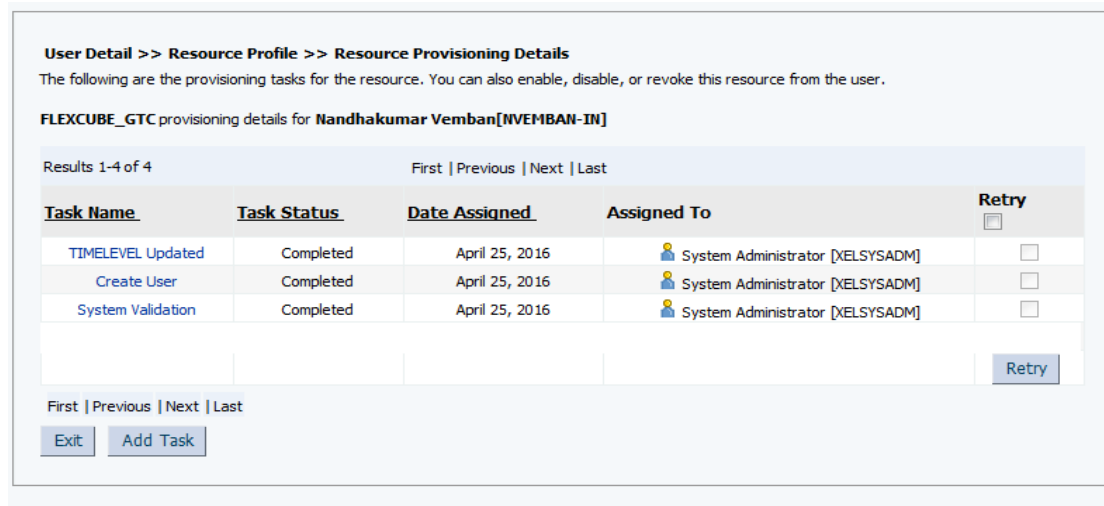 User Detail >> Resource Profile >> Resource Provisioning Details
The following are the provisioning tasks for the resource. You can also enable, disable, or revoke this resource from the user.
FLEXCUBE_GTC provisioning details for Nandhakumar Vemban[NVEMBAN-IN]
Results 1-4 of 4 First | Previous | Next | Last
Task Name Task Status Date Assigned Assigned To Retry
TIMELEVEL Updated Completed April 25, 2016 System Administrator [XELSYSADM]
Create User Completed April 25, 2016 System Administrator [XELSYSADM]
System Validation Completed April 25, 2016 System Administrator [XELSYSADM]
Retry
First | Previous | Next | Last
Exit Add Task